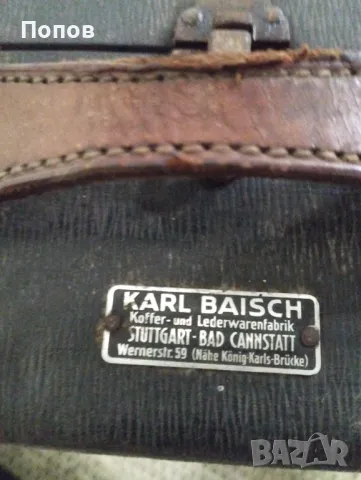 Попов
KARL BAISCH
Koffer- und Lederwarenfabrik
STUTTGART - BAD CANNSTATT
Wernerstr. 59 (Nähe König-Karls-Brücke)
BAZAR